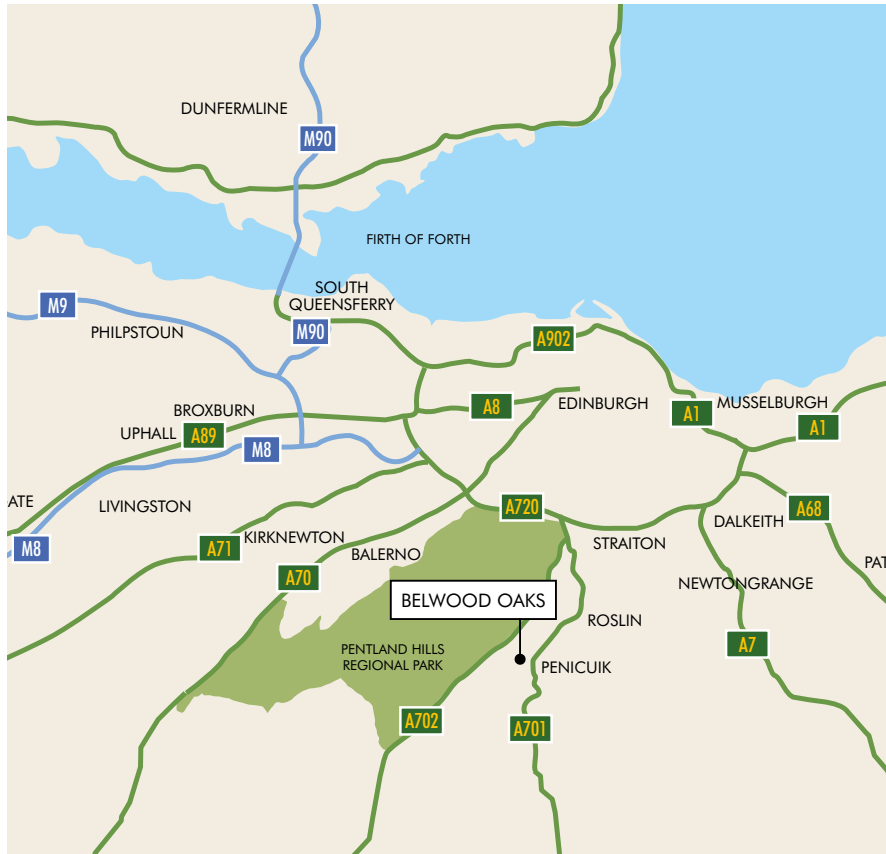 DUNFERMLINE
M90
FIRTH OF FORTH
SOUTH
QUEENSFERRY
M9
PHILPSTOUN
M90
A902
BROXBURN
A8
EDINBURGH
A1
MUSSELBURGH
A1
UPHALL
A89
M8
ATE
LIVINGSTON
A720
A68
M8
A71
KIRKNEWTON
BALERNO
STRAITON
DALKEITH
PAT
A70
NEWTONGRANGE
BELWOOD OAKS
ROSLIN
PENTLAND HILLS
REGIONAL PARK
PENICUIK
A7
A702
A701